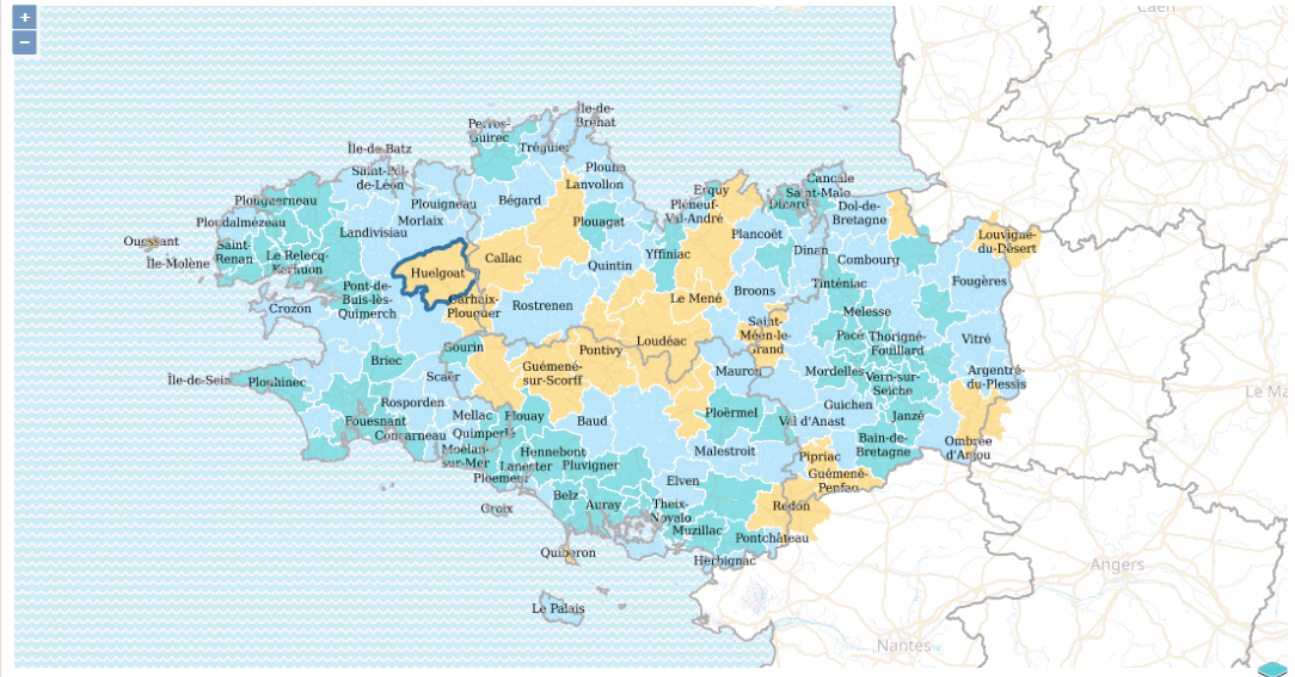 +
−
Caen
Île-de-
Bréhat
Perros-
Guirec
Tréguier
Île-de-Batz
Saint-Pol-
de-Léon
Plouha
Lanvollon
Cancale
Saint-Malo
Erquy
Pléneuf-
Val-André
Dinard
Dol-de-
Bretagne
Plouguerneau
Plouigneau
Bégard
Ploudalmézeau
Morlaix
Plouagat
Landivisiau
Plancoët
Louvigné-
du-Désert
Ouessant
Saint-
Renan
Île-Molène
Le Relecq-
Kerhuon
Callac
Yffiniac
Dinan
Combourg
Huelgoat
Quintin
Fougères
Pont-de-
Buis-lès-
Quimerch
Tinténiac
Crozon
Carhaix-
Plouguer
Rostrenen
Le Mené
Broons
Melesse
Saint-
Méen-le-
Grand
Pacé
Thorigné-
Fouillard
Vitré
Loudéac
Gourin
Pontivy
Briec
Guémené-
sur-Scorff
Mauron
Mordelles
Vern-sur-
Seiche
Argentré-
du-Plessis
Île-de-Sein
Plouhinec
Scaër
Le Ma
Rosporden
Guichen
Fouesnant
Mellac
Plouay
Baud
Ploërmel
Val d'Anast
Janzé
Concarneau
Quimperlé
Moëlan-
sur-Mer
Hennebont
Malestroit
Bain-de-
Bretagne
Ombrée
d'Anjou
Lanester
Pluvigner
Pipriac
Ploemeur
Elven
Guémené-
Penfao
Groix
Belz
Auray
Theix-
Noyalo
Redon
Muzillac
Pontchâteau
Quiberon
Herbignac
Angers
Le Palais
Nantes